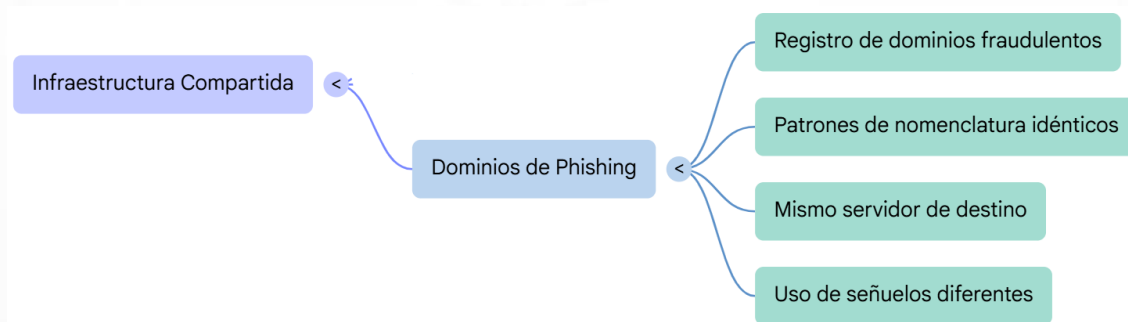 Infraestructura Compartida
<
Dominios de Phishing
<
Registro de dominios fraudulentos
Patrones de nomenclatura idénticos
Mismo servidor de destino
Uso de señuelos diferentes